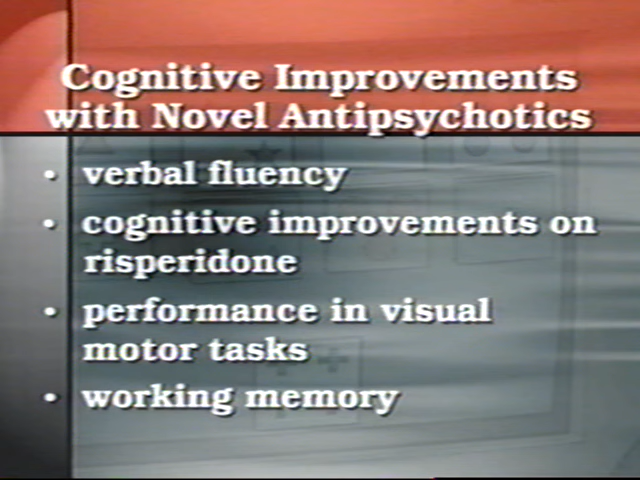 Cognitive Improvements
with Novel Antipsychotics
• verbal fluency
• cognitive improvements on
risperidone
• performance in visual
motor tasks
• working memory